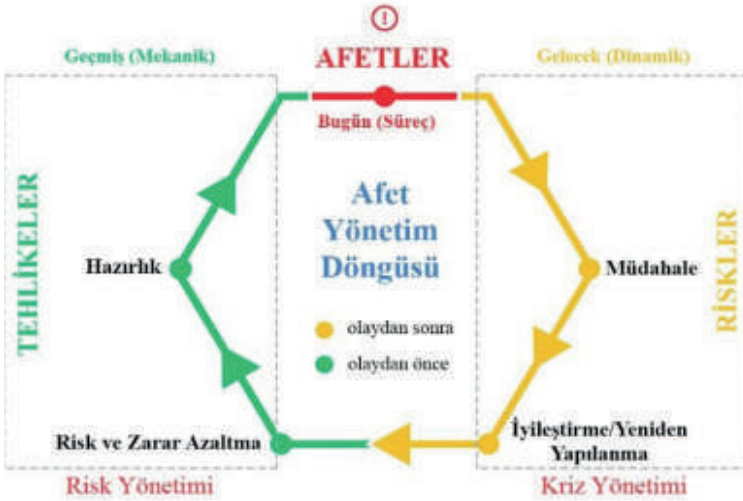 !
Geçmiş (Mekanik)
AFETLER
Gelecek (Dinamik)
Bugün (Süreç)
TEHLİKELER
Afet
Yönetim
Döngüsü
RİSKLER
Hazırlık
Müdahale
olaydan sonra
olaydan önce
Risk ve Zarar Azaltma
İyileştirme/Yeniden
Yapılanma
Risk Yönetimi
Kriz Yönetimi